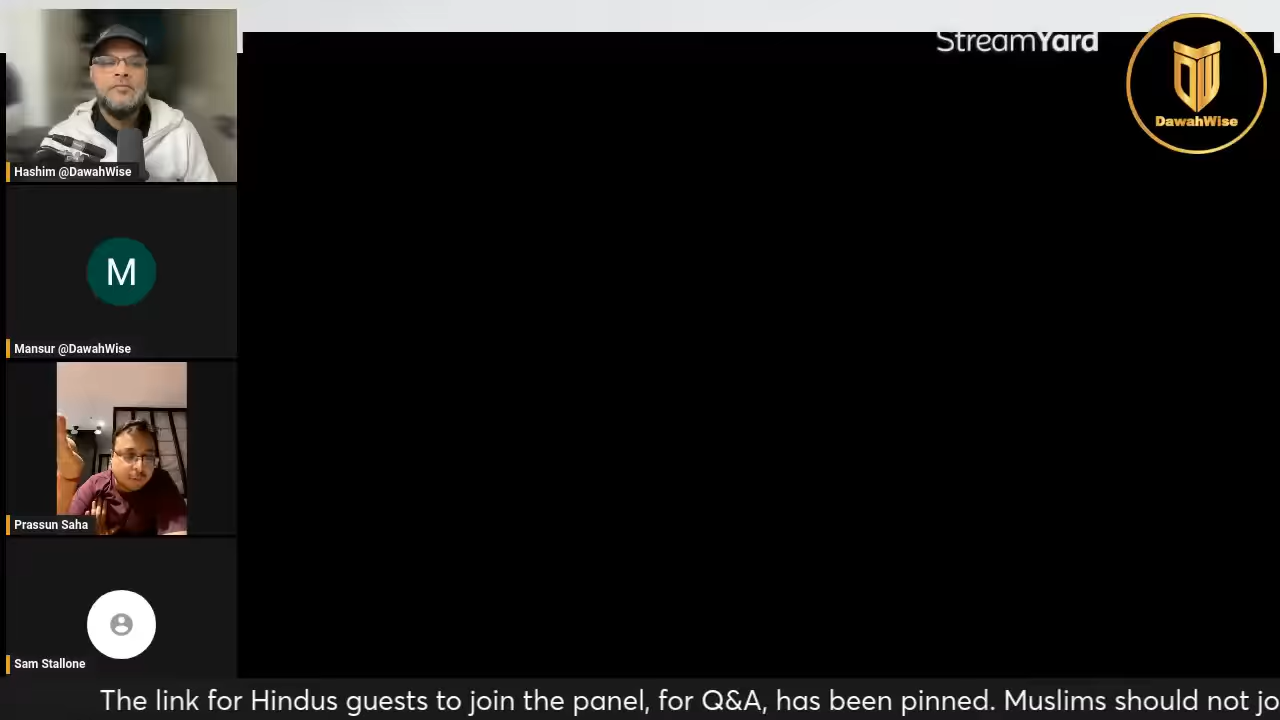 StreamYard
DawahWise
Hashim @DawahWise
M
Mansur @DawahWise
Prassun Saha
Sam Stallone
The link for Hindus guests to join the panel, for Q&A, has been pinned. Muslims should not jo